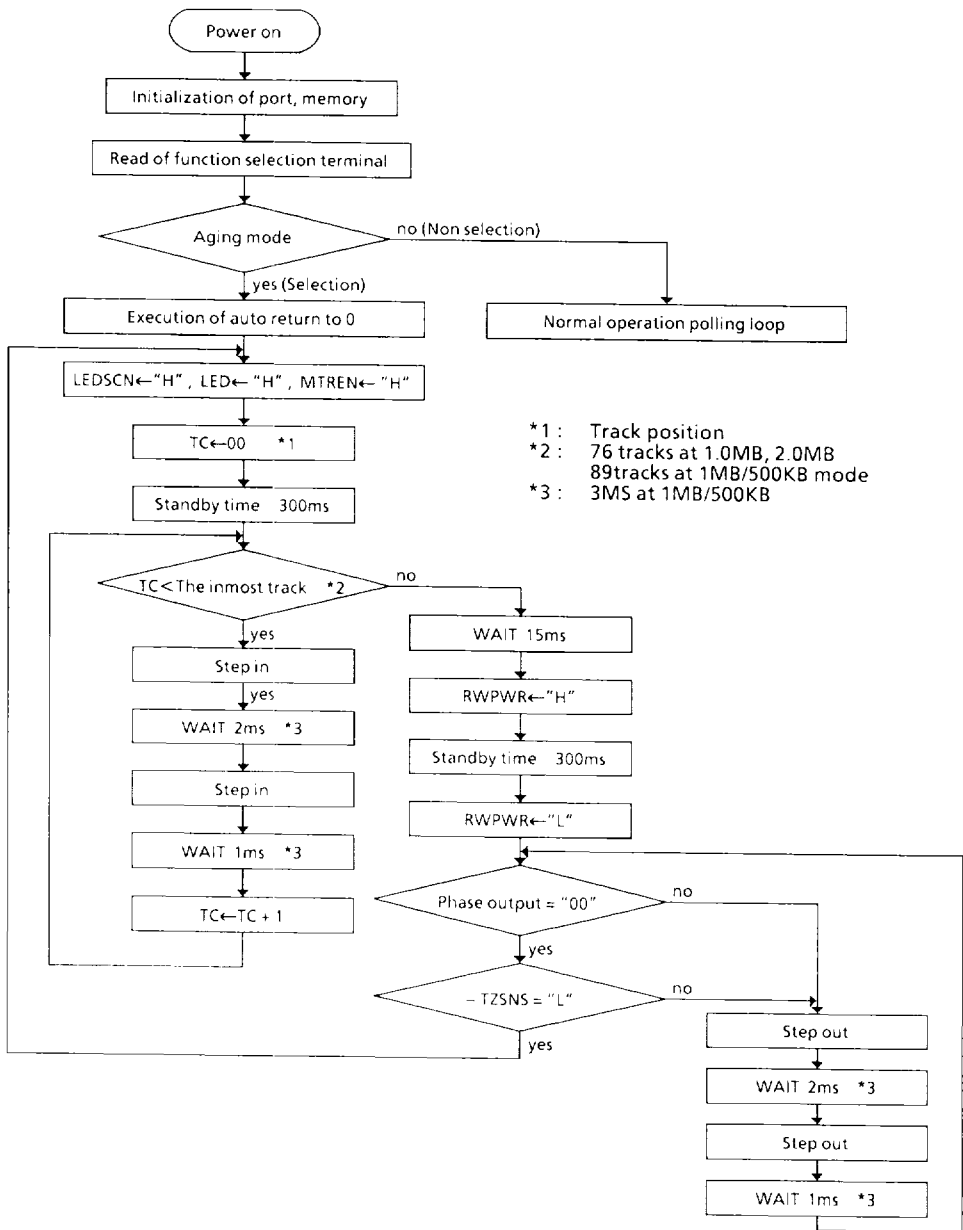 Power on
Initialization of port, memory
Read of function selection terminal
Aging mode
no (Non selection)
yes (Selection)
Execution of auto return to 0
Normal operation polling loop
LEDSCN←"H" , LED←"H" , MTREN←"H"
TC←00 *1
*1 : Track position
*2 : 76 tracks at 1.0MB, 2.0MB
89tracks at 1MB/500KB mode
*3 : 3MS at 1MB/500KB
Standby time 300ms
TC<The inmost track *2
no
yes
Step in
yes
WAIT 2ms *3
Step in
WAIT 1ms *3
TC←TC + 1
WAIT 15ms
RWPWR←"H"
Standby time 300ms
RWPWR←"L"
Phase output = "00"
no
yes
– TZSNS = "L"
no
yes
Step out
WAIT 2ms *3
Step out
WAIT 1ms *3